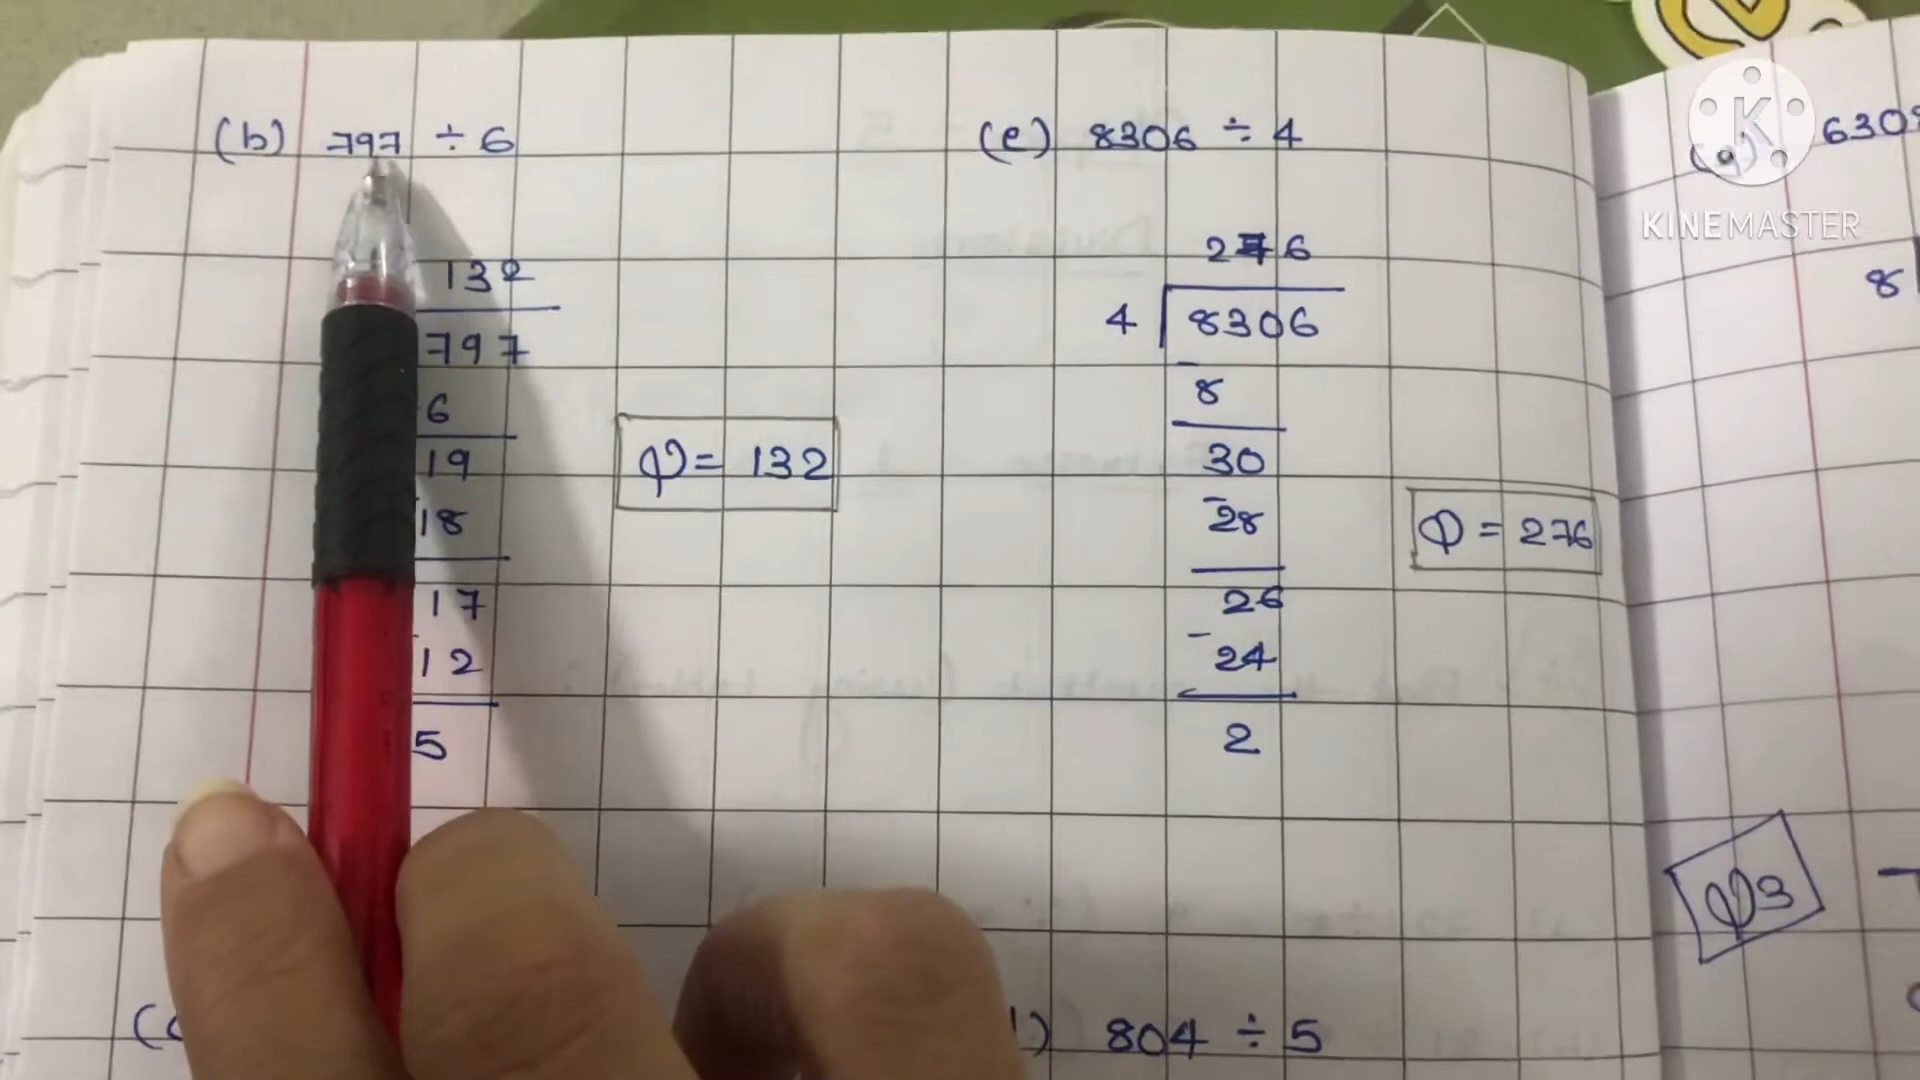 (b) 797 ÷ 6
132
797
6
19
18
17
12
5
Q = 132
(e) 8306 ÷ 4
276
4 8306
- 8
30
- 28
26
- 24
2
Q = 276
804 ÷ 5
(g)
8
Q3
KINEMASTER